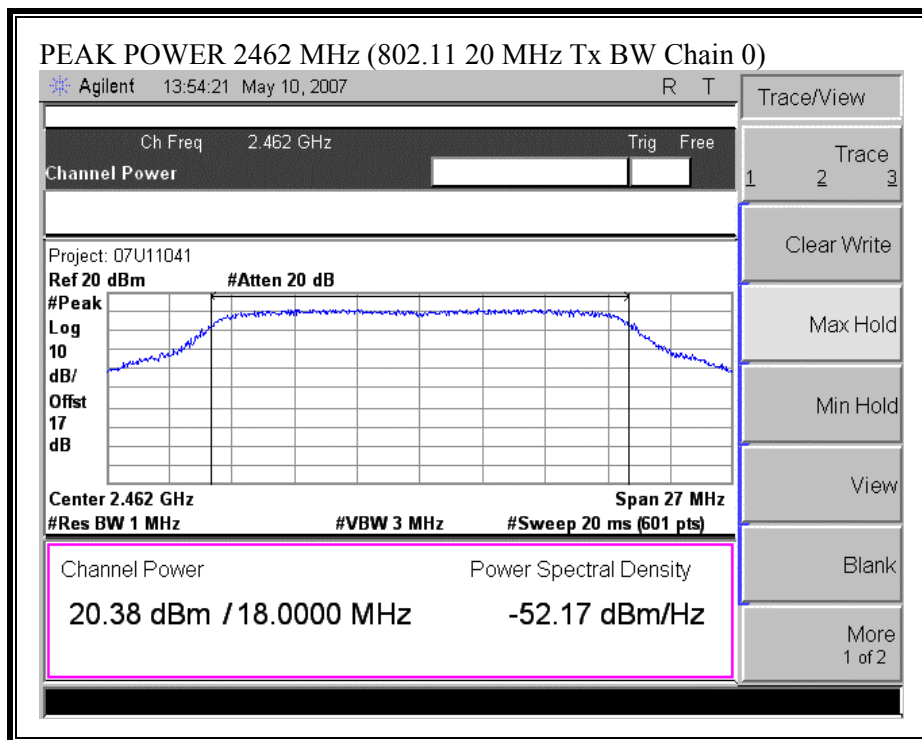 PEAK POWER 2462 MHz (802.11 20 MHz Tx BW Chain 0)
Agilent 13:54:21 May 10, 2007 R T
Trace/View
Ch Freq 2.462 GHz Trig Free
Channel Power
Trace
1 2 3
Clear Write
Max Hold
Min Hold
View
Blank
More
1 of 2
Project: 07U11041
Ref 20 dBm #Atten 20 dB
#Peak
Log
10
dB/
Offst
17
dB
Center 2.462 GHz Span 27 MHz
#Res BW 1 MHz #VBW 3 MHz #Sweep 20 ms (601 pts)
Channel Power Power Spectral Density
20.38 dBm / 18.0000 MHz -52.17 dBm/Hz